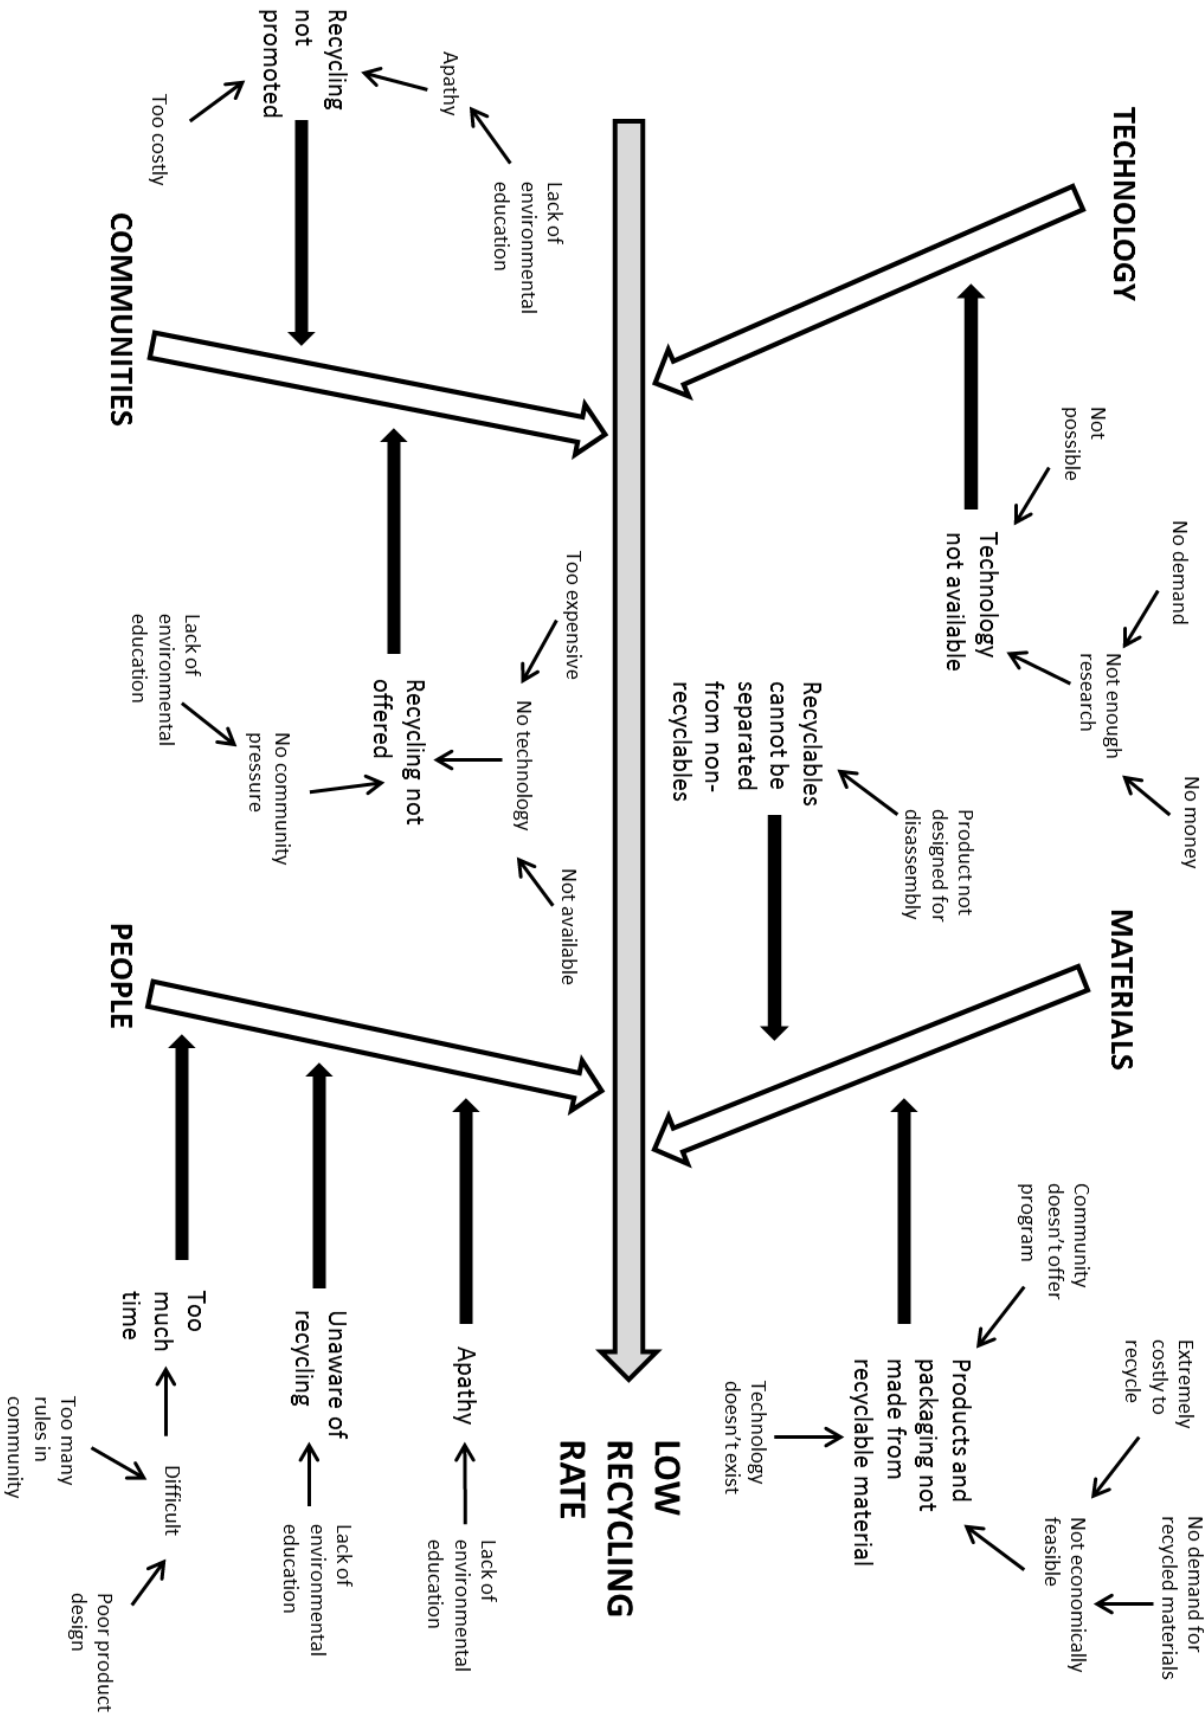 TECHNOLOGY
Not
possible
No demand
Not enough
research
No money
Technology
not available
MATERIALS
Recyclables
cannot be
separated
from non-
recyclables
Product not
designed for
disassembly
Community
doesn't offer
program
Extremely
costly to
recycle
No demand for
recycled materials
Not economically
feasible
Products and
packaging not
made from
recyclable material
Technology
doesn't exist
LOW
RECYCLING
RATE
Recycling
not
promoted
Apathy
Lack of
environmental
education
Too costly
COMMUNITIES
Too expensive
No technology
Not available
Recycling not
offered
No community
pressure
Lack of
environmental
education
PEOPLE
Apathy
Lack of
environmental
education
Unaware of
recycling
Lack of
environmental
education
Too
much
time
Difficult
Too many
rules in
community
Poor product
design